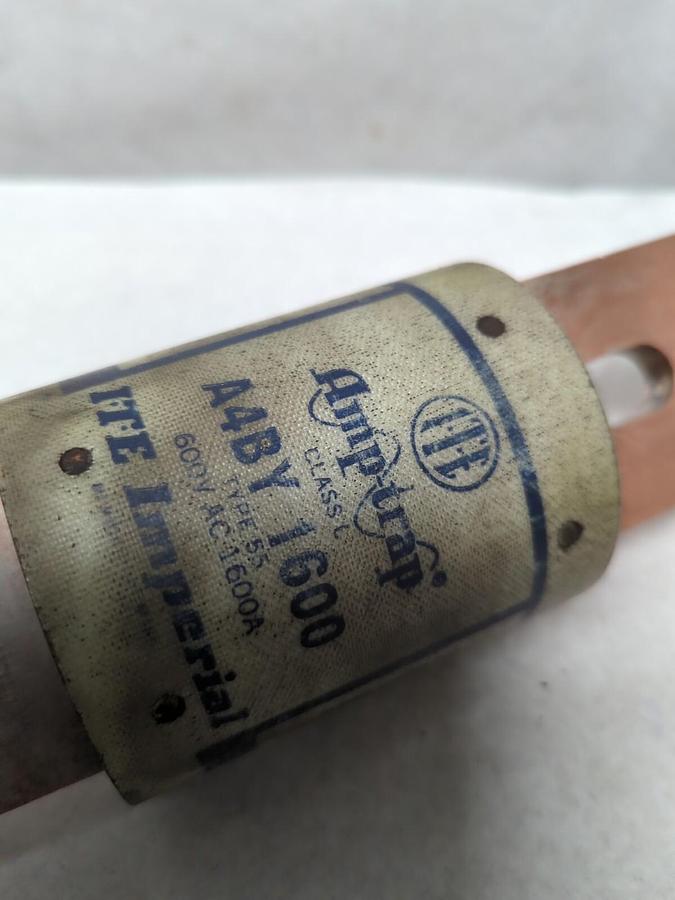 ITE
Amp-trap
CLASS L
A4BY 1600
TYPE 55
600V AC 1600A
ITE Imperial